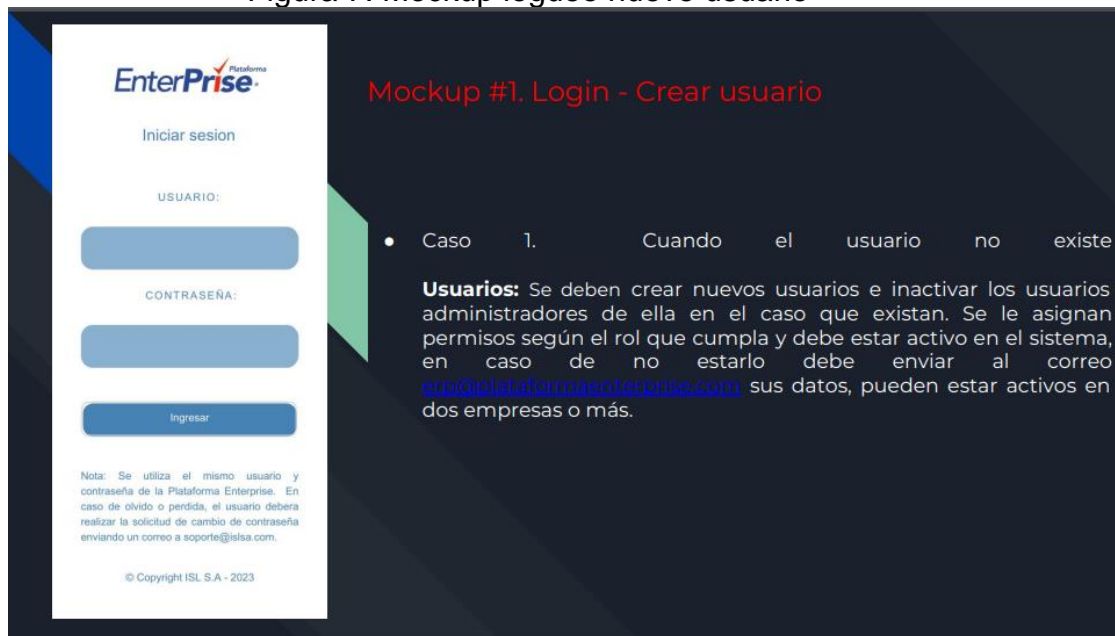 Plataforma
EnterPrise
Iniciar sesion
USUARIO:
CONTRASEÑA:
Ingresar
Nota: Se utiliza el mismo usuario y
contraseña de la Plataforma Enterprise. En
caso de olvido o perdida, el usuario debera
realizar la solicitud de cambio de contraseña
enviando un correo a soporte@islsa.com.
© Copyright ISL S.A - 2023
Mockup #1. Login - Crear usuario
● Caso 1. Cuando el usuario no existe
Usuarios: Se deben crear nuevos usuarios e inactivar los usuarios
administradores de ella en el caso que existan. Se le asignan
permisos según el rol que cumpla y debe estar activo en el sistema,
en caso de no estarlo debe enviar al correo
erp@plataformaenterprise.com sus datos, pueden estar activos en
dos empresas o más.